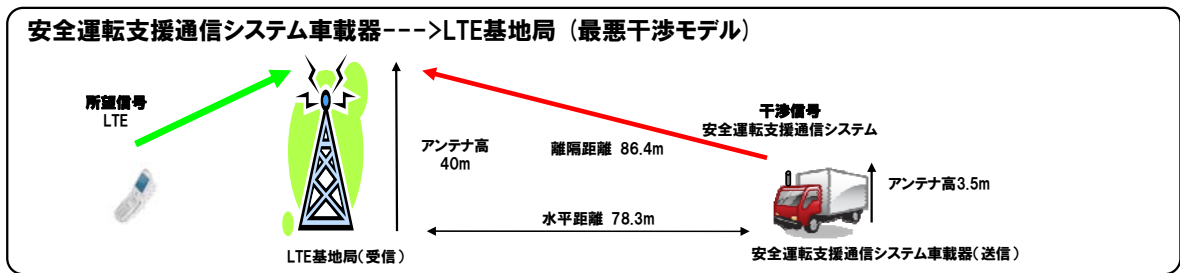 安全運転支援通信システム車載器--->LTE基地局（最悪干渉モデル）
所望信号
LTE
アンテナ高
40m
離隔距離 86.4m
干渉信号
安全運転支援通信システム
アンテナ高3.5m
水平距離 78.3m
LTE基地局（受信）
安全運転支援通信システム車載器（送信）